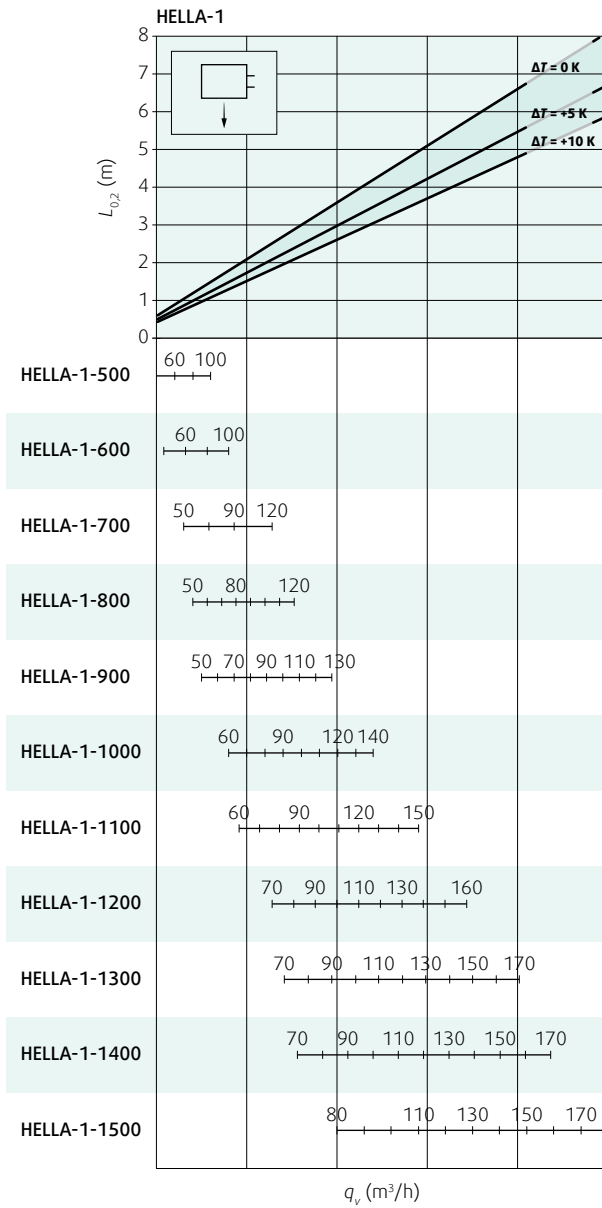 HELLA-1
8
7
6
5
4
3
2
1
0
L0,2 (m)
ΔT = 0 K
ΔT = +5 K
ΔT = +10 K
HELLA-1-500
60 100
HELLA-1-600
60 100
HELLA-1-700
50 90 120
HELLA-1-800
50 80 120
HELLA-1-900
50 70 90 110 130
HELLA-1-1000
60 90 120 140
HELLA-1-1100
60 90 120 150
HELLA-1-1200
70 90 110 130 160
HELLA-1-1300
70 90 110 130 150 170
HELLA-1-1400
70 90 110 130 150 170
HELLA-1-1500
80 110 130 150 170
qv (m³/h)